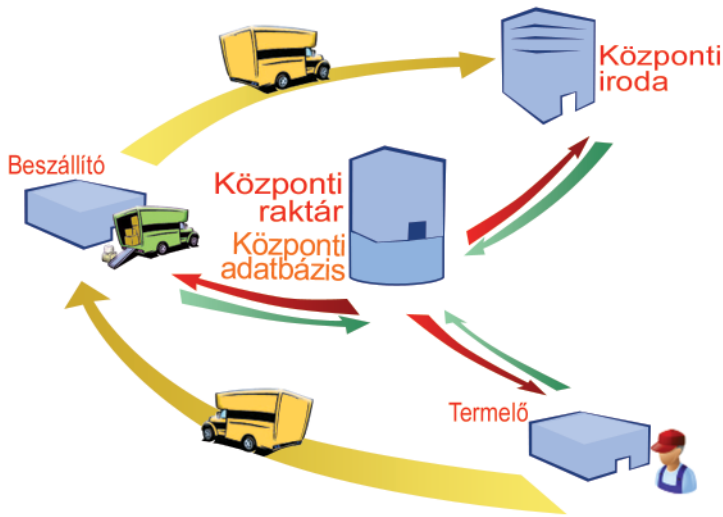 Központi
iroda
Beszállító
Központi
raktár
Központi
adatbázis
Termelő